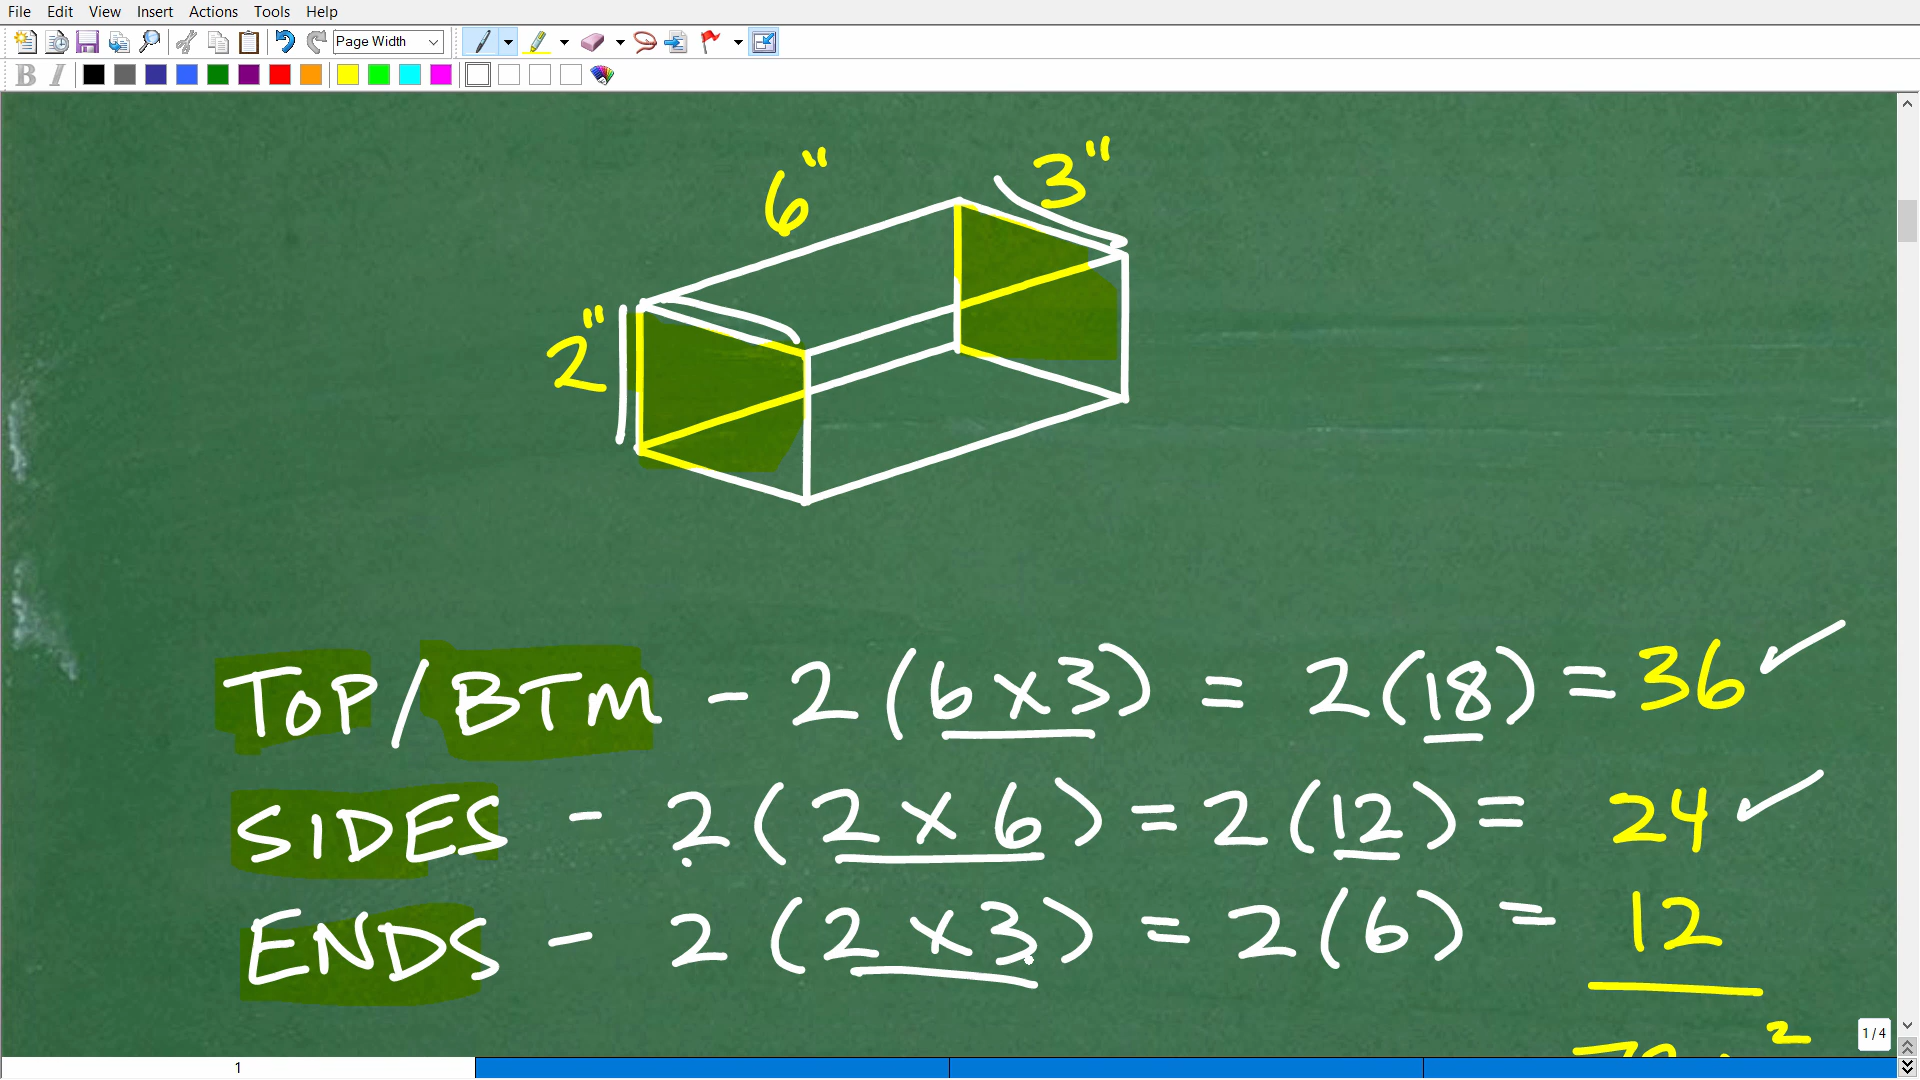 File Edit View Insert Actions Tools Help
Page Width
B I
6"
3"
2"
TOP/BTM - 2(6x3) = 2(18) = 36
SIDES - 2(2x6) = 2(12) = 24
ENDS - 2(2x3) = 2(6) = 12
2
1/4
1